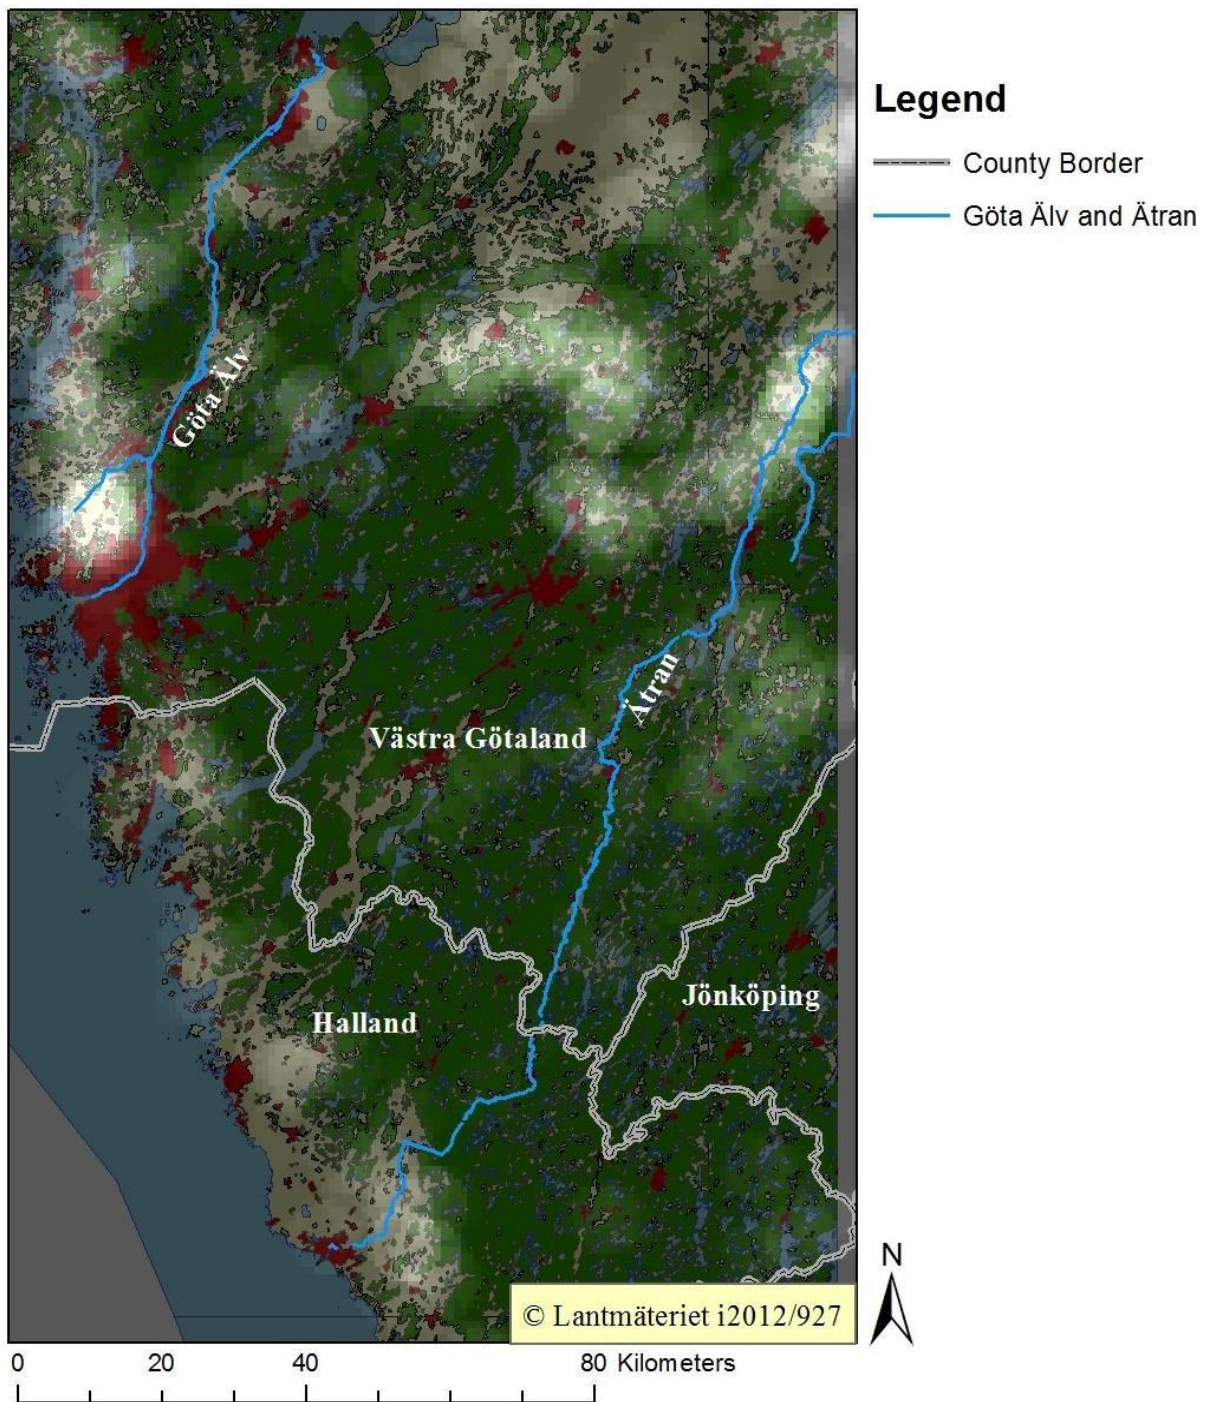 Legend
County Border
Göta Älv and Ätran
Göta Älv
Ätran
Västra Götaland
Jönköping
Halland
N
© Lantmäteriet i2012/927
0 20 40 80 Kilometers